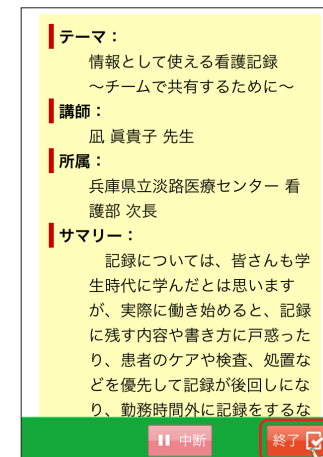 テーマ：
情報として使える看護記録
～チームで共有するために～
講師：
凪 眞貴子 先生
所属：
兵庫県立淡路医療センター 看
護部 次長
サマリー：
記録については、皆さんも学
生時代に学んだとは思います
が、実際に働き始めると、記録
に残す内容や書き方に戸惑った
り、患者のケアや検査、処置な
どを優先して記録が後回しにな
り、勤務時間外に記録をするな
中断
終了